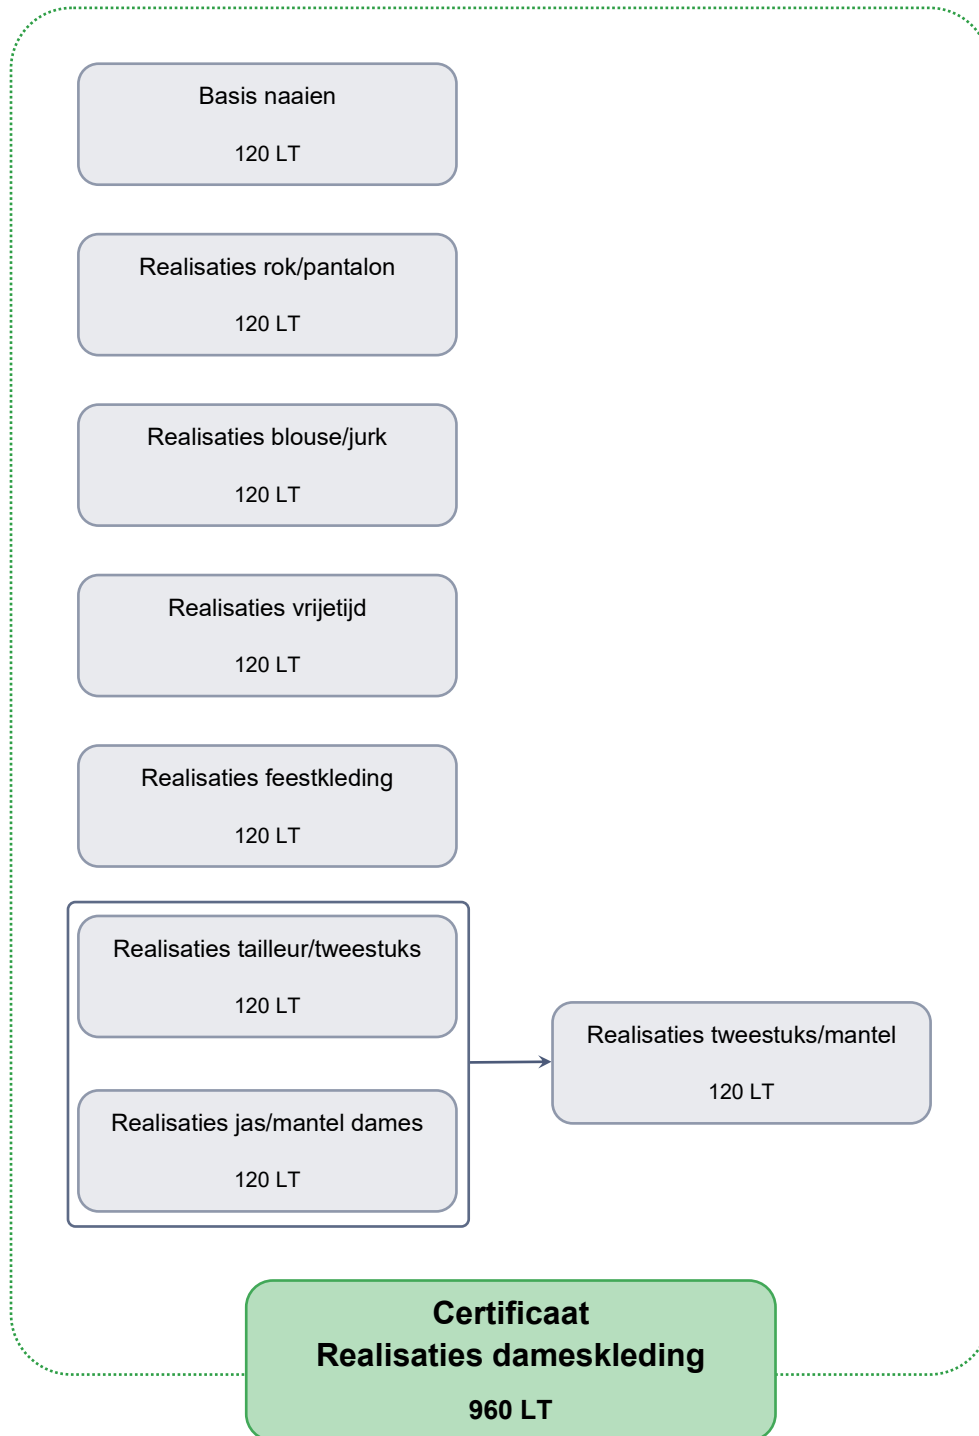 Basis naaien
120 LT
Realisaties rok/pantalon
120 LT
Realisaties blouse/jurk
120 LT
Realisaties vrijetijd
120 LT
Realisaties feestkleding
120 LT
Realisaties tailleur/tweestuks
120 LT
Realisaties jas/mantel dames
120 LT
Realisaties tweestuks/mantel
120 LT
Certificaat
Realisaties dameskleding
960 LT